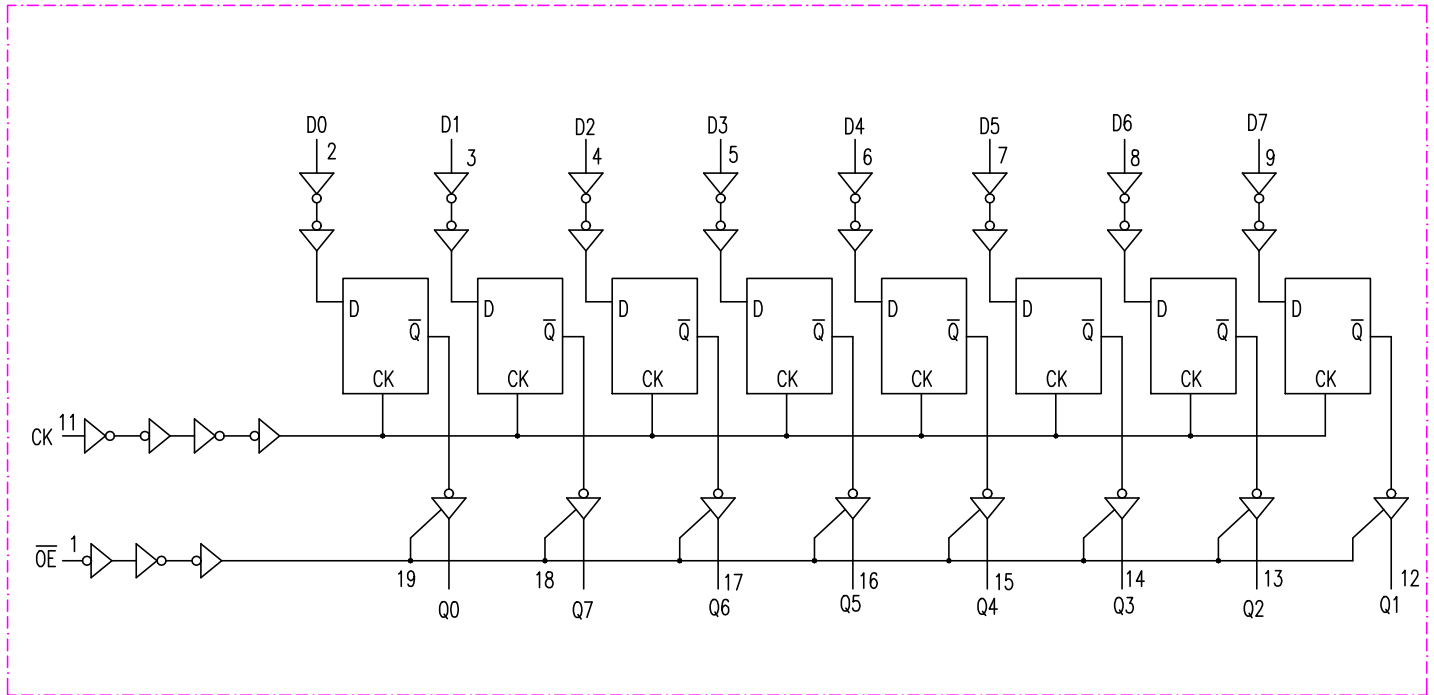 D0 D1 D2 D3 D4 D5 D6 D7
2 3 4 5 6 7 8 9
D D D D D D D D
Q̅ Q̅ Q̅ Q̅ Q̅ Q̅ Q̅ Q̅
CK CK CK CK CK CK CK CK
CK 11
O̅E̅ 1
19 18 17 16 15 14 13 12
Q0 Q7 Q6 Q5 Q4 Q3 Q2 Q1